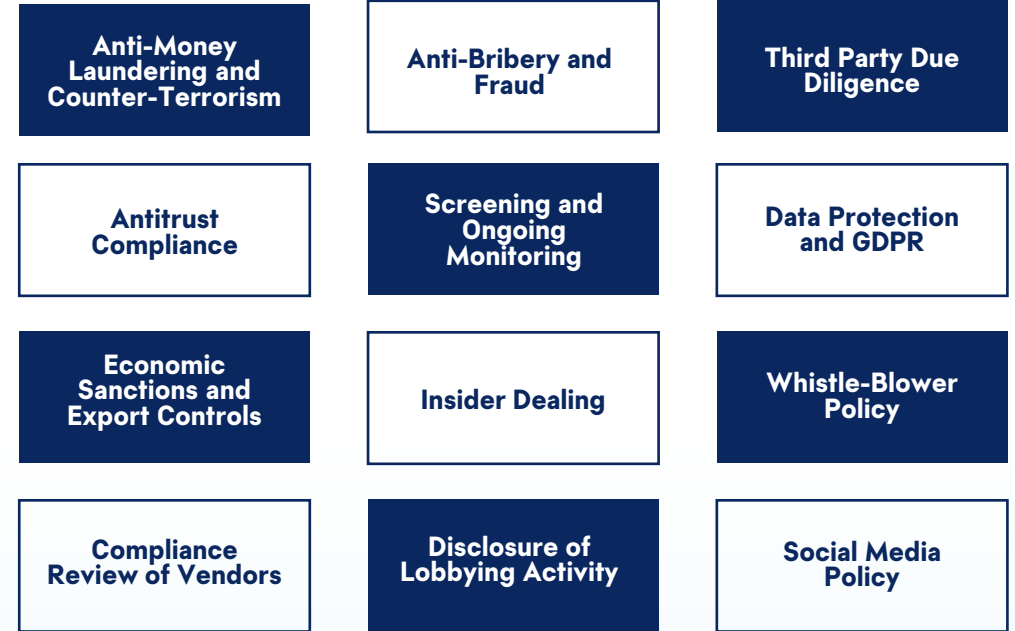 Anti-Money
Laundering and
Counter-Terrorism
Anti-Bribery and
Fraud
Third Party Due
Diligence
Antitrust
Compliance
Screening and
Ongoing
Monitoring
Data Protection
and GDPR
Economic
Sanctions and
Export Controls
Insider Dealing
Whistle-Blower
Policy
Compliance
Review of Vendors
Disclosure of
Lobbying Activity
Social Media
Policy